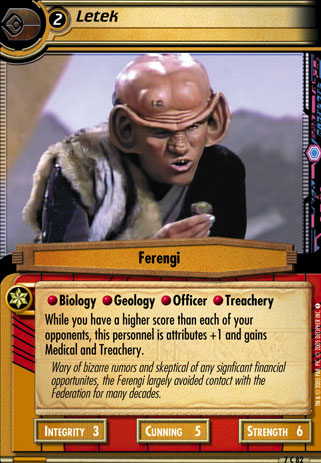 2 Letek
Ferengi
Biology Geology Officer Treachery
While you have a higher score than each of your
opponents, this personnel is attributes +1 and gains
Medical and Treachery.
Wary of bizarre rumors and skeptical of any signficant financial
opportunites, the Ferengi largely avoided contact with the
Federation for many decades.
INTEGRITY 3 CUNNING 5 STRENGTH 6
7 C 82